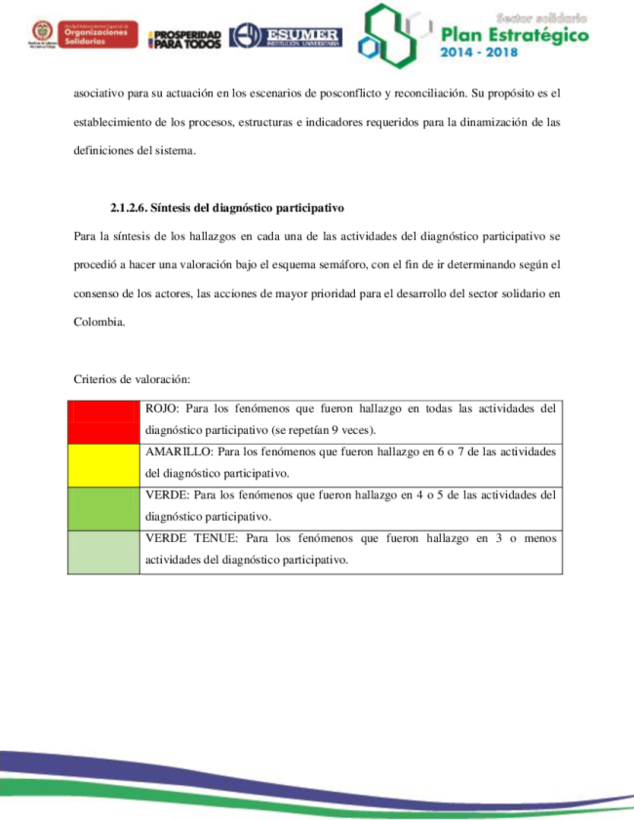 Unidad Administrativa Especial de
Organizaciones
Solidarias
PROSPERIDAD
PARA TODOS
ESUMER
INSTITUCIÓN UNIVERSITARIA
Sector solidario
Plan Estratégico
2014 - 2018
asociativo para su actuación en los escenarios de posconflicto y reconciliación. Su propósito es el
establecimiento de los procesos, estructuras e indicadores requeridos para la dinamización de las
definiciones del sistema.
2.1.2.6. Síntesis del diagnóstico participativo
Para la síntesis de los hallazgos en cada una de las actividades del diagnóstico participativo se
procedió a hacer una valoración bajo el esquema semáforo, con el fin de ir determinando según el
consenso de los actores, las acciones de mayor prioridad para el desarrollo del sector solidario en
Colombia.
Criterios de valoración:
ROJO: Para los fenómenos que fueron hallazgo en todas las actividades del
diagnóstico participativo (se repetían 9 veces).
AMARILLO: Para los fenómenos que fueron hallazgo en 6 o 7 de las actividades
del diagnóstico participativo.
VERDE: Para los fenómenos que fueron hallazgo en 4 o 5 de las actividades del
diagnóstico participativo.
VERDE TENUE: Para los fenómenos que fueron hallazgo en 3 o menos
actividades del diagnóstico participativo.